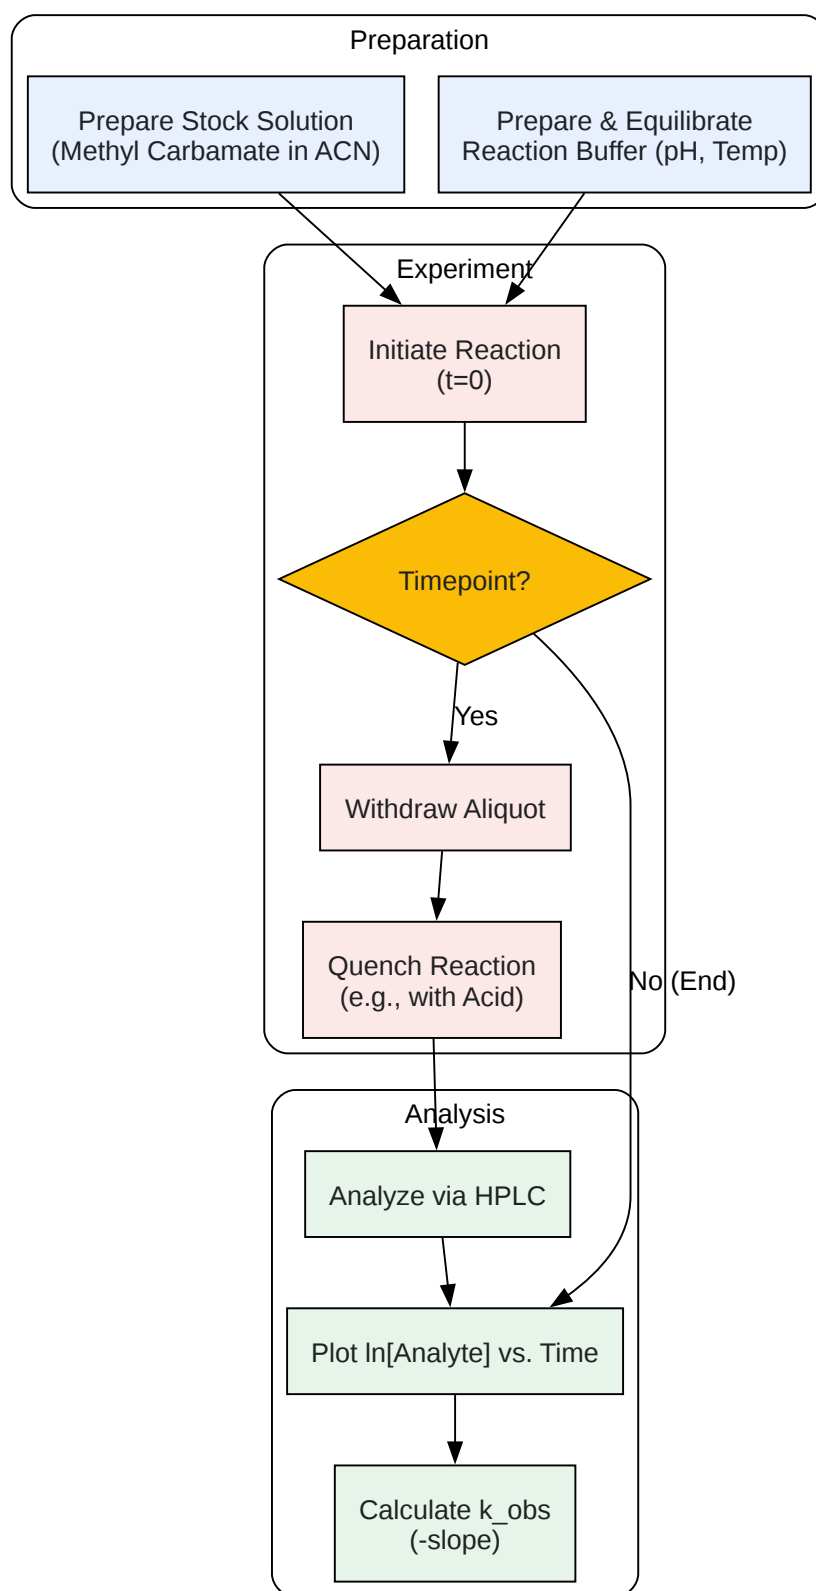 Preparation
Prepare Stock Solution
(Methyl Carbamate in ACN)
Prepare & Equilibrate
Reaction Buffer (pH, Temp)
Experiment
Initiate Reaction
(t=0)
Timepoint?
Yes
Withdraw Aliquot
Quench Reaction
(e.g., with Acid)
No (End)
Analysis
Analyze via HPLC
Plot ln[Analyte] vs. Time
Calculate k_obs
(-slope)